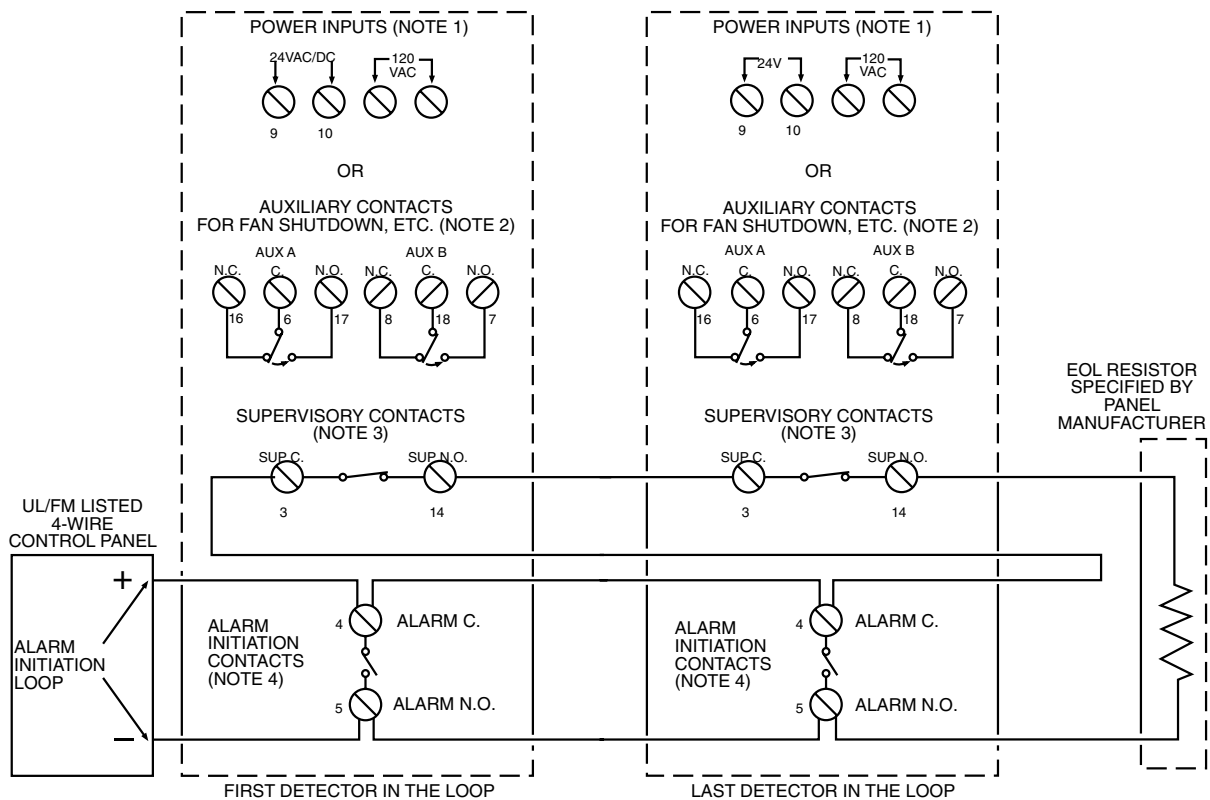 POWER INPUTS (NOTE 1)
24VAC/DC
120
VAC
9
10
OR
AUXILIARY CONTACTS
FOR FAN SHUTDOWN, ETC. (NOTE 2)
AUX A
AUX B
N.C.
C.
N.O.
N.C.
C.
N.O.
16
6
17
8
18
7
SUPERVISORY CONTACTS
(NOTE 3)
SUP C.
SUP N.O.
3
14
POWER INPUTS (NOTE 1)
24V
120
VAC
9
10
OR
AUXILIARY CONTACTS
FOR FAN SHUTDOWN, ETC. (NOTE 2)
AUX A
AUX B
N.C.
C.
N.O.
N.C.
C.
N.O.
16
6
17
8
18
7
SUPERVISORY CONTACTS
(NOTE 3)
SUP C.
SUP N.O.
3
14
EOL RESISTOR
SPECIFIED BY
PANEL
MANUFACTURER
UL/FM LISTED
4-WIRE
CONTROL PANEL
+
ALARM
INITIATION
LOOP
–
ALARM
INITIATION
CONTACTS
(NOTE 4)
4
ALARM C.
5
ALARM N.O.
ALARM
INITIATION
CONTACTS
(NOTE 4)
4
ALARM C.
5
ALARM N.O.
FIRST DETECTOR IN THE LOOP
LAST DETECTOR IN THE LOOP